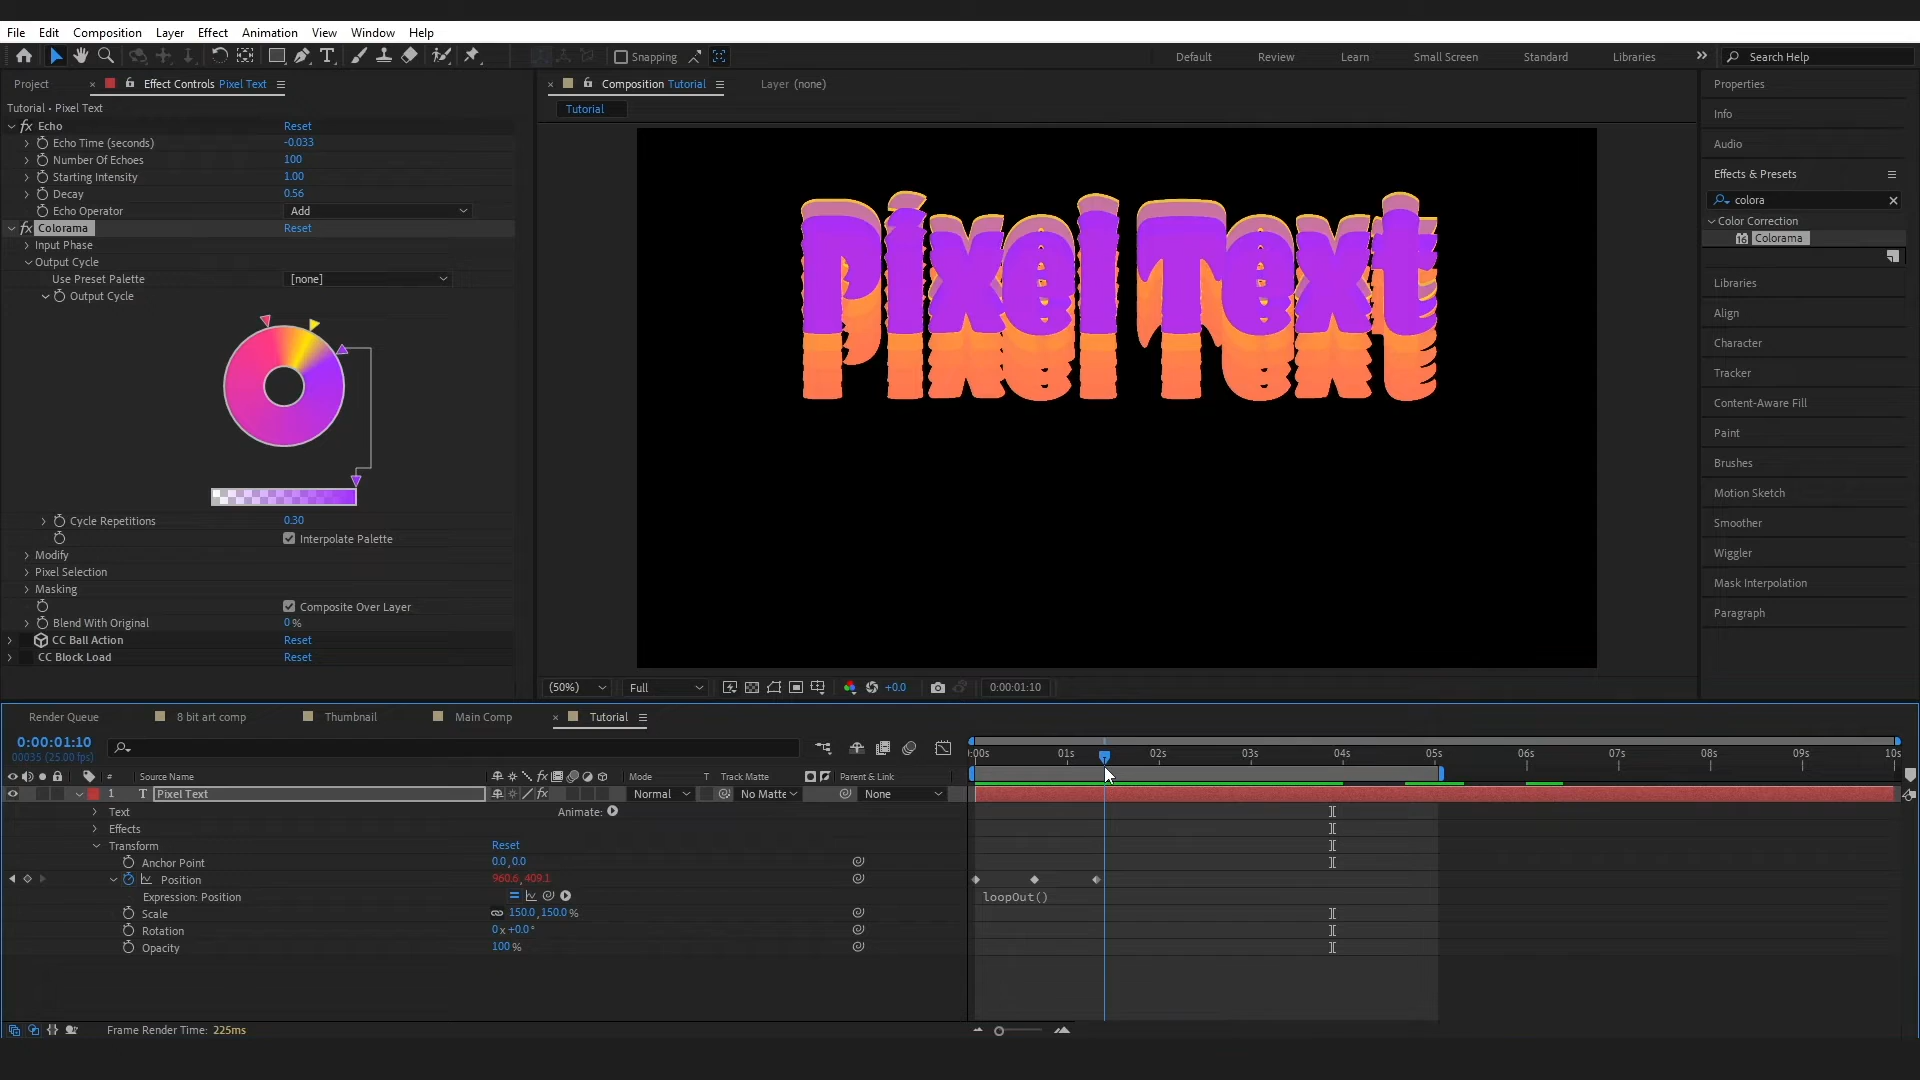 File Edit Composition Layer Effect Animation View Window Help
Snapping
Default Review Learn Small Screen Standard Libraries
Search Help
Project
Effect Controls Pixel Text
Tutorial • Pixel Text
Echo Reset
Echo Time (seconds) -0.033
Number Of Echoes 100
Starting Intensity 1.00
Decay 0.56
Echo Operator Add
Colorama Reset
Input Phase
Output Cycle
Use Preset Palette [none]
Output Cycle
Cycle Repetitions 0.30
Interpolate Palette
Modify
Pixel Selection
Masking
Composite Over Layer
Blend With Original 0 %
CC Ball Action Reset
CC Block Load Reset
Composition Tutorial
Layer (none)
Tutorial
Pixel Text
(50%) Full +0.0 0:00:01:10
Properties
Info
Audio
Effects & Presets
colora
Color Correction
16 Colorama
Libraries
Align
Character
Tracker
Content-Aware Fill
Paint
Brushes
Motion Sketch
Smoother
Wiggler
Mask Interpolation
Paragraph
Render Queue 8 bit art comp Thumbnail Main Comp Tutorial
0:00:01:10
00035 (25.00 fps)
:00s 01s 02s 03s 04s 05s 06s 07s 08s 09s 10s
# Source Name Mode T Track Matte Parent & Link
1 T Pixel Text Normal No Matte None
Text Animate:
Effects
Transform Reset
Anchor Point 0.0,0.0
Position 960.6,409.1
Expression: Position loopOut()
Scale 150.0,150.0 %
Rotation 0x+0.0°
Opacity 100 %
Frame Render Time: 225ms